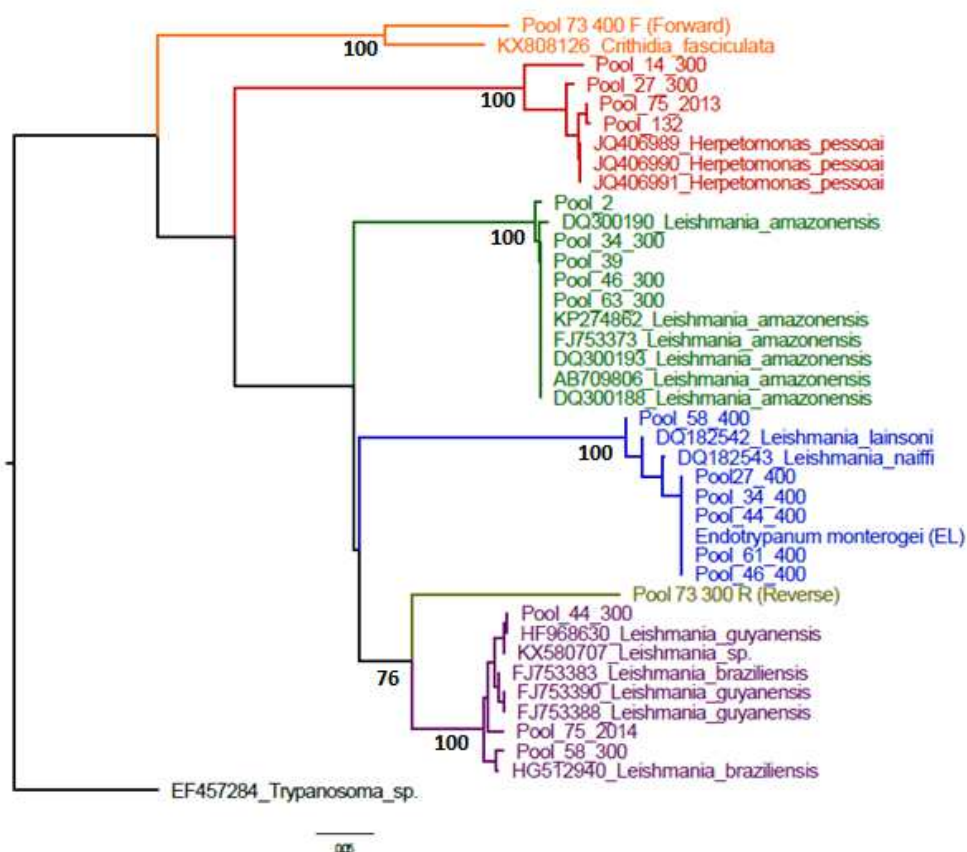 Pool 73_400 F (Forward)
100
KX808126_Crithidia_fasciculata
Pool_14_300
Pool_27_300
100
Pool_75_2013
Pool_132
JQ406989_Herpetomonas_pessoai
JQ406990_Herpetomonas_pessoai
JQ406991_Herpetomonas_pessoai
Pool_2
DQ300190_Leishmania_amazonensis
100
Pool_34_300
Pool_39
Pool_46_300
Pool_63_300
KP274862_Leishmania_amazonensis
FJ753373_Leishmania_amazonensis
DQ300193_Leishmania_amazonensis
AB709806_Leishmania_amazonensis
DQ300188_Leishmania_amazonensis
Pool_58_400
DQ182542_Leishmania_lainsoni
100
DQ182543_Leishmania_naiffi
Pool27_400
Pool_34_400
Pool_44_400
Endotrypanum monterogei (EL)
Pool_61_400
Pool_46_400
Pool 73 300 R (Reverse)
Pool_44_300
HF968630_Leishmania_guyanensis
KX580707_Leishmania_sp.
FJ753383_Leishmania_braziliensis
76
FJ753390_Leishmania_guyanensis
FJ753388_Leishmania_guyanensis
Pool_75_2014
100
Pool_58_300
HG512940_Leishmania_braziliensis
EF457284_Trypanosoma_sp.